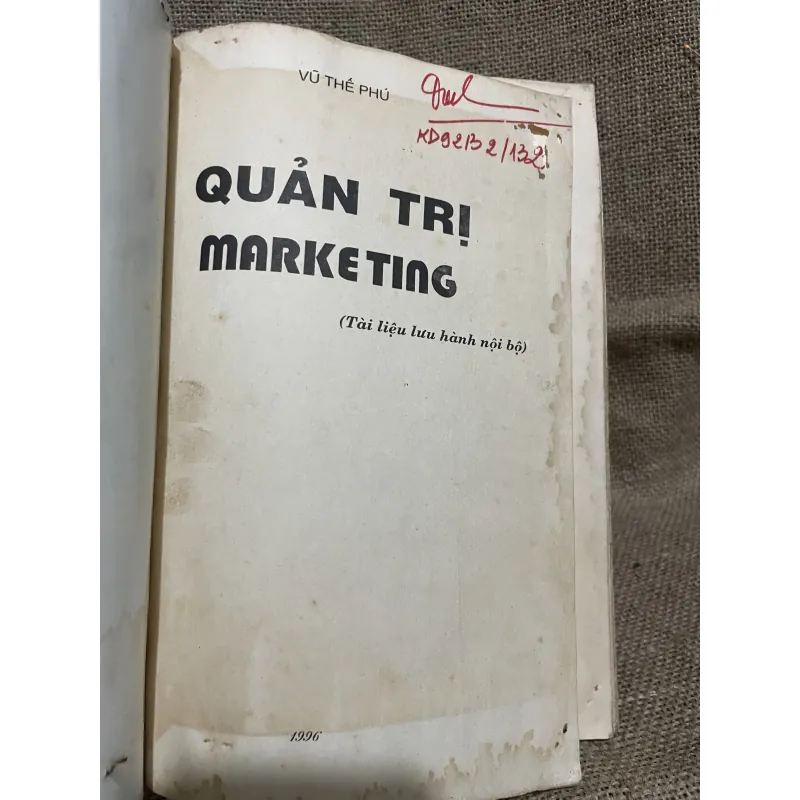 VŨ THẾ PHÚ
KD92B2/132
QUẢN TRỊ
MARKETING
(Tài liệu lưu hành nội bộ)
1996